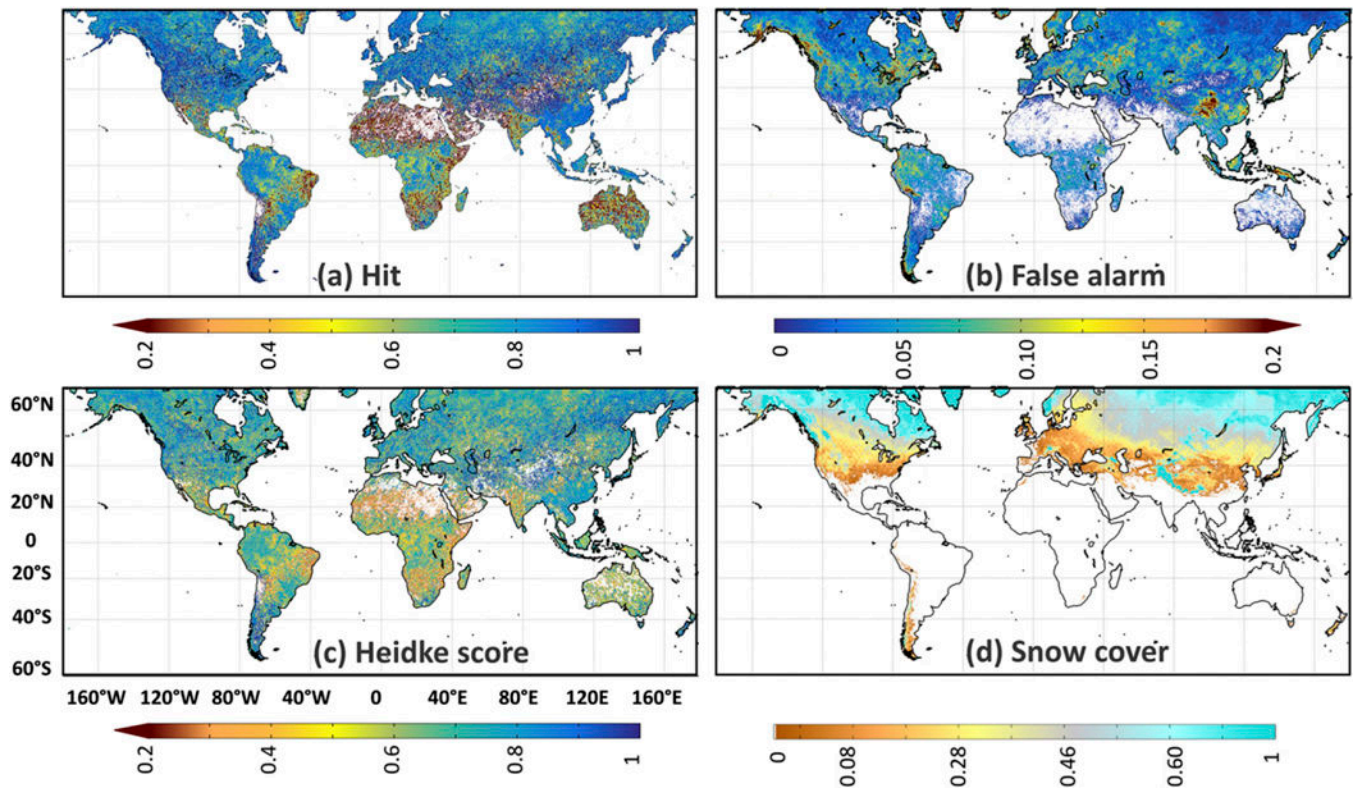 (a) Hit
(b) False alarm
0.2 0.4 0.6 0.8 1
0 0.05 0.10 0.15 0.2
60°N
40°N
20°N
0
20°S
40°S
60°S
(c) Heidke score
(d) Snow cover
160°W 120°W 80°W 40°W 0 40°E 80°E 120E 160°E
0.2 0.4 0.6 0.8 1
0 0.08 0.28 0.46 0.60 1